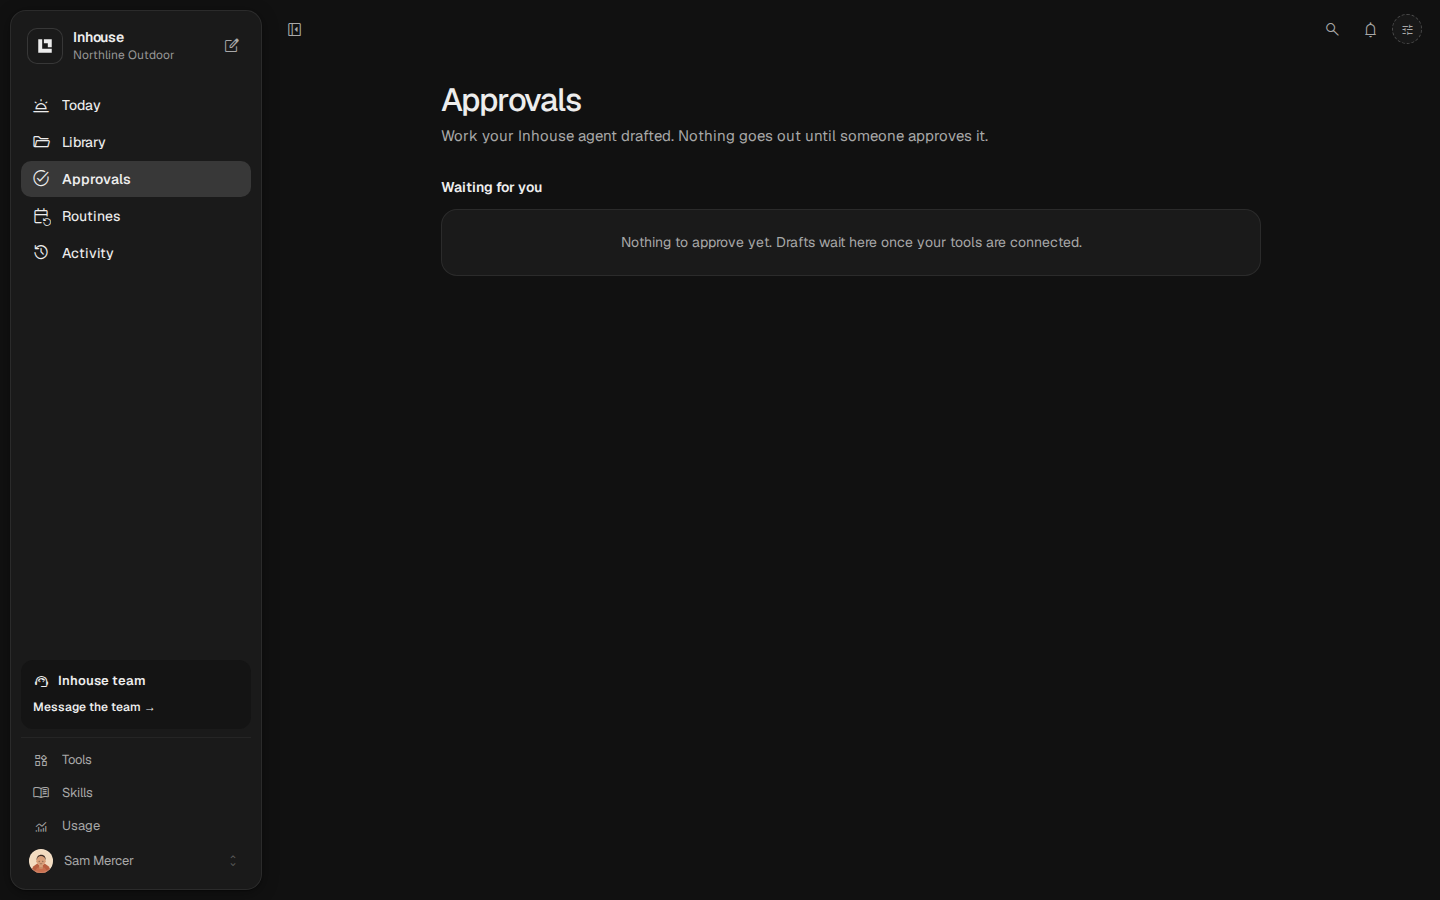 Inhouse
Northline Outdoor
Today
Library
Approvals
Routines
Activity
Inhouse team
Message the team →
Tools
Skills
Usage
Sam Mercer
Approvals
Work your Inhouse agent drafted. Nothing goes out until someone approves it.
Waiting for you
Nothing to approve yet. Drafts wait here once your tools are connected.